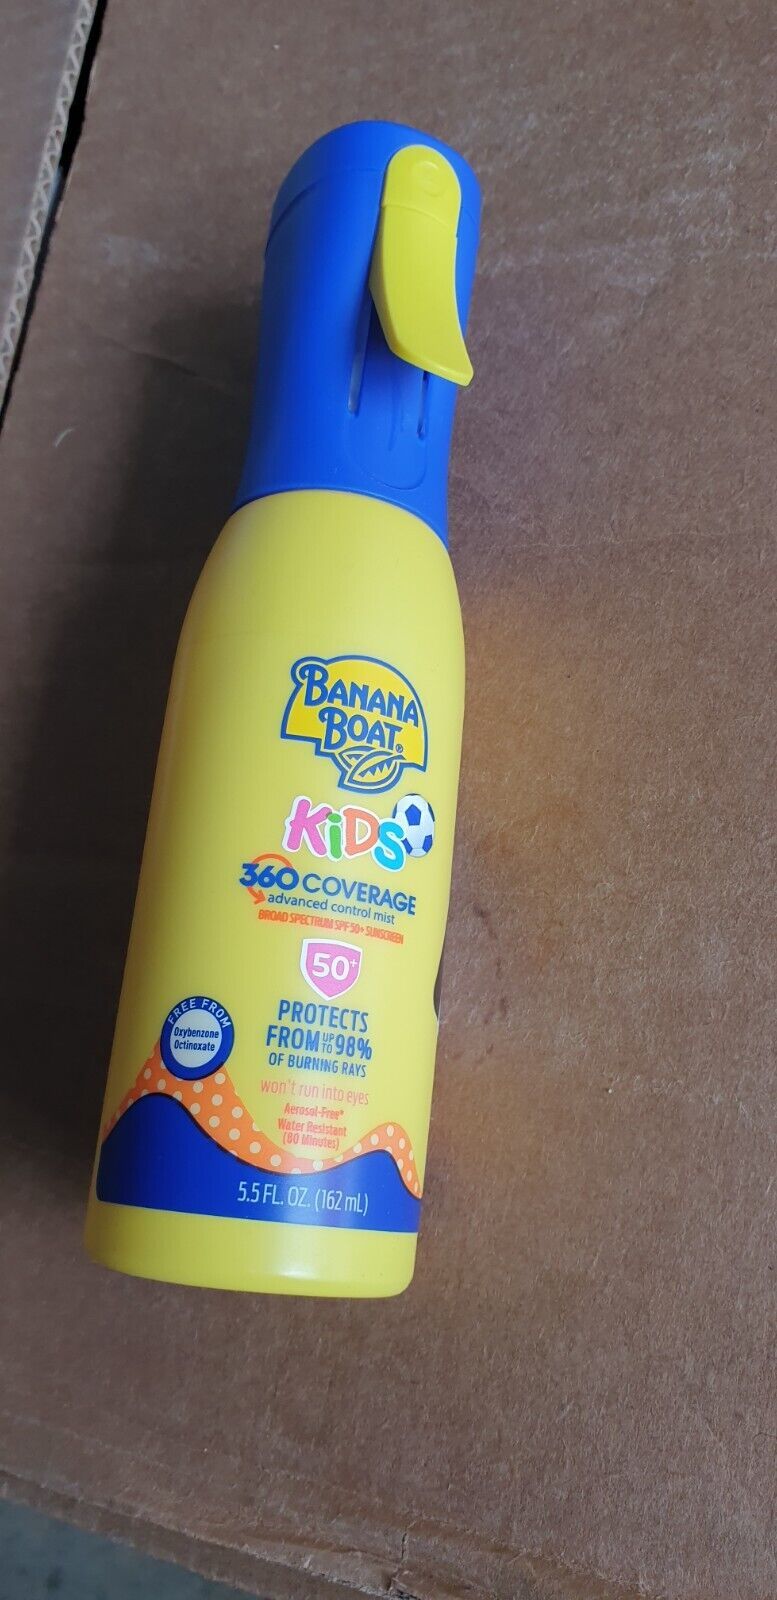 BANANA
BOAT®
KiDS
360 COVERAGE
advanced control mist
BROAD SPECTRUM SPF 50+ SUNSCREEN
50+
PROTECTS
FROM UP TO 98%
OF BURNING RAYS
won't run into eyes
Aerosol-Free*
Water Resistant
(80 Minutes)
FREE FROM
Oxybenzone
Octinoxate
5.5 FL. OZ. (162 mL)